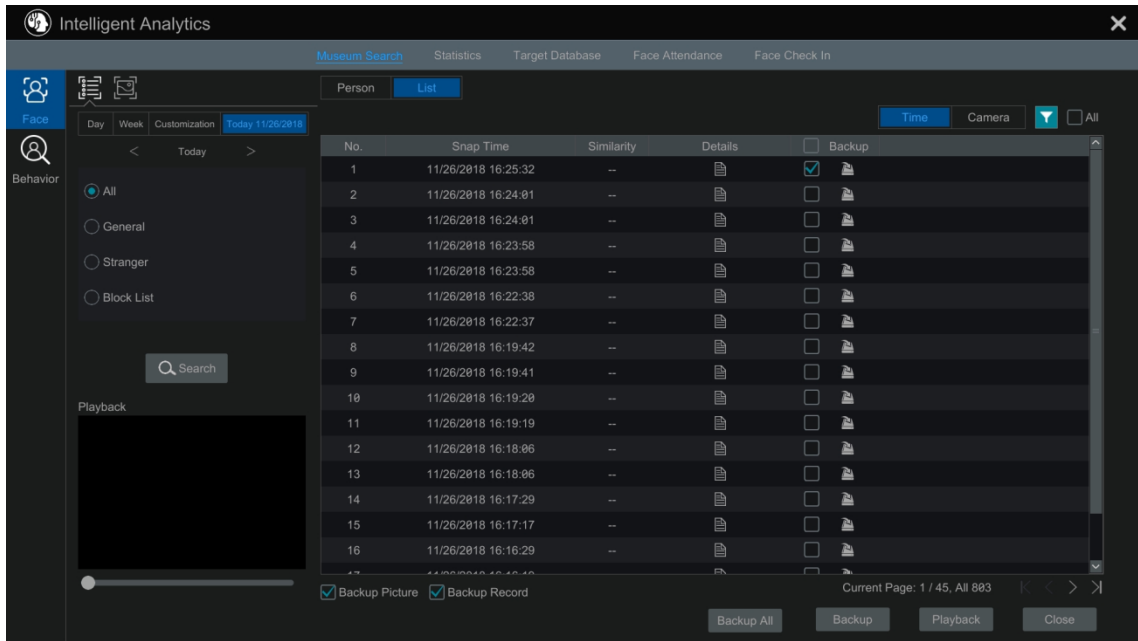 Intelligent Analytics
Museum Search Statistics Target Database Face Attendance Face Check In
Face
Behavior
Day Week Customization Today 11/26/2018
< Today >
All
General
Stranger
Block List
Search
Playback
Person List
Time Camera All
No. Snap Time Similarity Details Backup
1 11/26/2018 16:25:32 --
2 11/26/2018 16:24:01 --
3 11/26/2018 16:24:01 --
4 11/26/2018 16:23:58 --
5 11/26/2018 16:23:58 --
6 11/26/2018 16:22:38 --
7 11/26/2018 16:22:37 --
8 11/26/2018 16:19:42 --
9 11/26/2018 16:19:41 --
10 11/26/2018 16:19:20 --
11 11/26/2018 16:19:19 --
12 11/26/2018 16:18:06 --
13 11/26/2018 16:18:06 --
14 11/26/2018 16:17:29 --
15 11/26/2018 16:17:17 --
16 11/26/2018 16:16:29 --
Backup Picture Backup Record
Current Page: 1 / 45, All 803
Backup All Backup Playback Close